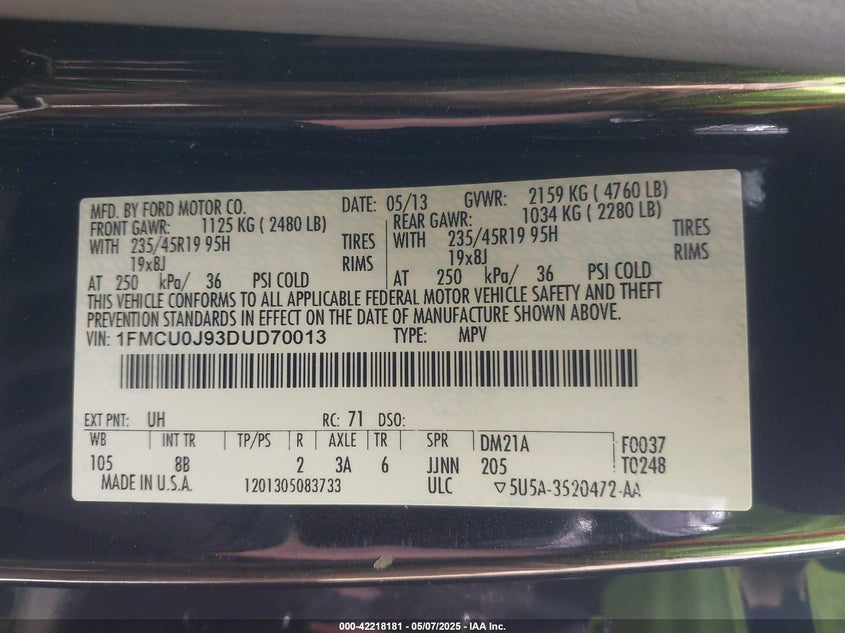 MFD. BY FORD MOTOR CO. DATE: 05/13 GVWR: 2159 KG ( 4760 LB)
FRONT GAWR: 1125 KG ( 2480 LB) REAR GAWR: 1034 KG ( 2280 LB)
WITH 235/45R19 95H TIRES WITH 235/45R19 95H TIRES
19x8J RIMS 19x8J RIMS
AT 250 kPa/ 36 PSI COLD AT 250 kPa/ 36 PSI COLD
THIS VEHICLE CONFORMS TO ALL APPLICABLE FEDERAL MOTOR VEHICLE SAFETY AND THEFT
PREVENTION STANDARDS IN EFFECT ON THE DATE OF MANUFACTURE SHOWN ABOVE.
VIN: 1FMCU0J93DUD70013 TYPE: MPV
EXT PNT: UH RC: 71 DSO:
WB INT TR TP/PS R AXLE TR SPR DM21A F0037
105 8B 2 3A 6 JJNN 205 T0248
MADE IN U.S.A. 1201305083733 ULC ▽5U5A-3520472-AA
000-42218181 - 05/07/2025 - IAA Inc.